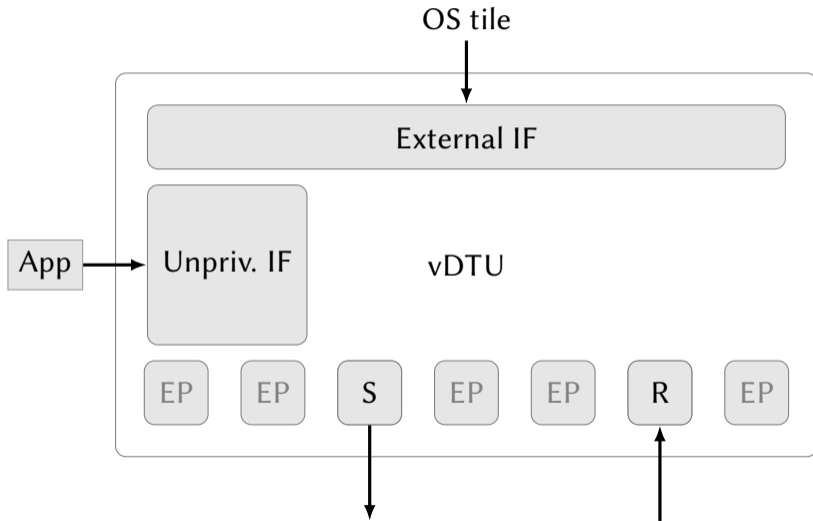 OS tile
External IF
App
Unpriv. IF
vDTU
EP
EP
S
EP
EP
R
EP